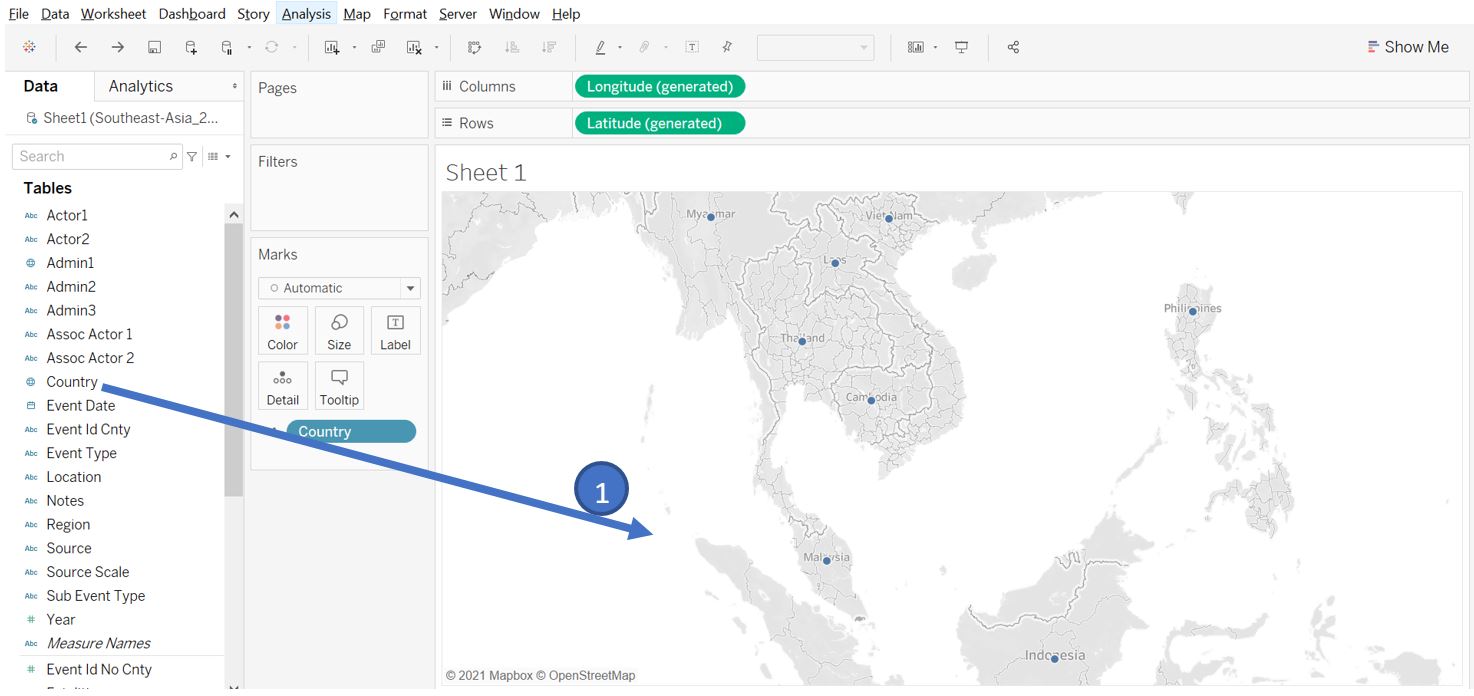 File Data Worksheet Dashboard Story Analysis Map Format Server Window Help
Show Me
Data Analytics
Sheet1 (Southeast-Asia_2...
Search
Tables
Abc Actor1
Abc Actor2
Admin1
Abc Admin2
Abc Admin3
Abc Assoc Actor 1
Abc Assoc Actor 2
Country
Event Date
Abc Event Id Cnty
Abc Event Type
Abc Location
Abc Notes
Abc Region
Abc Source
Abc Source Scale
Abc Sub Event Type
# Year
Abc Measure Names
# Event Id No Cnty
Pages
Filters
Marks
Automatic
Color Size Label
Detail Tooltip
Country
Columns Longitude (generated)
Rows Latitude (generated)
Sheet 1
Myanmar
Vietnam
Laos
Philippines
Thailand
Cambodia
1
Malaysia
Indonesia
© 2021 Mapbox © OpenStreetMap